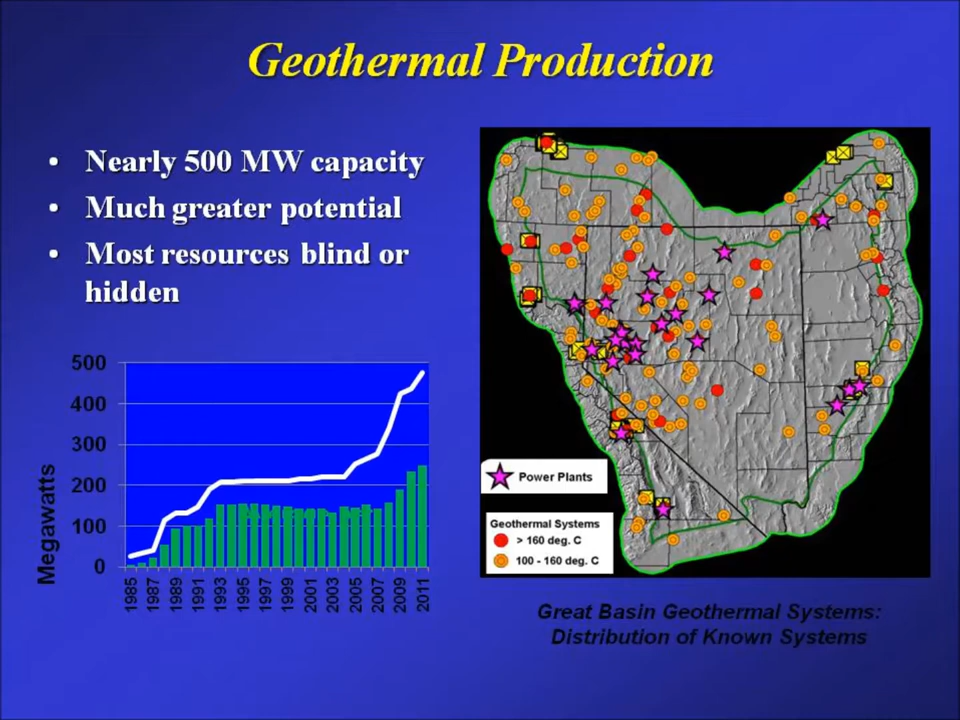 Geothermal Production
• Nearly 500 MW capacity
• Much greater potential
• Most resources blind or
hidden
500
400
300
200
100
0
Megawatts
1985
1987
1989
1991
1993
1995
1997
1999
2001
2003
2005
2007
2009
2011
Power Plants
Geothermal Systems
> 160 deg. C
100 - 160 deg. C
Great Basin Geothermal Systems:
Distribution of Known Systems